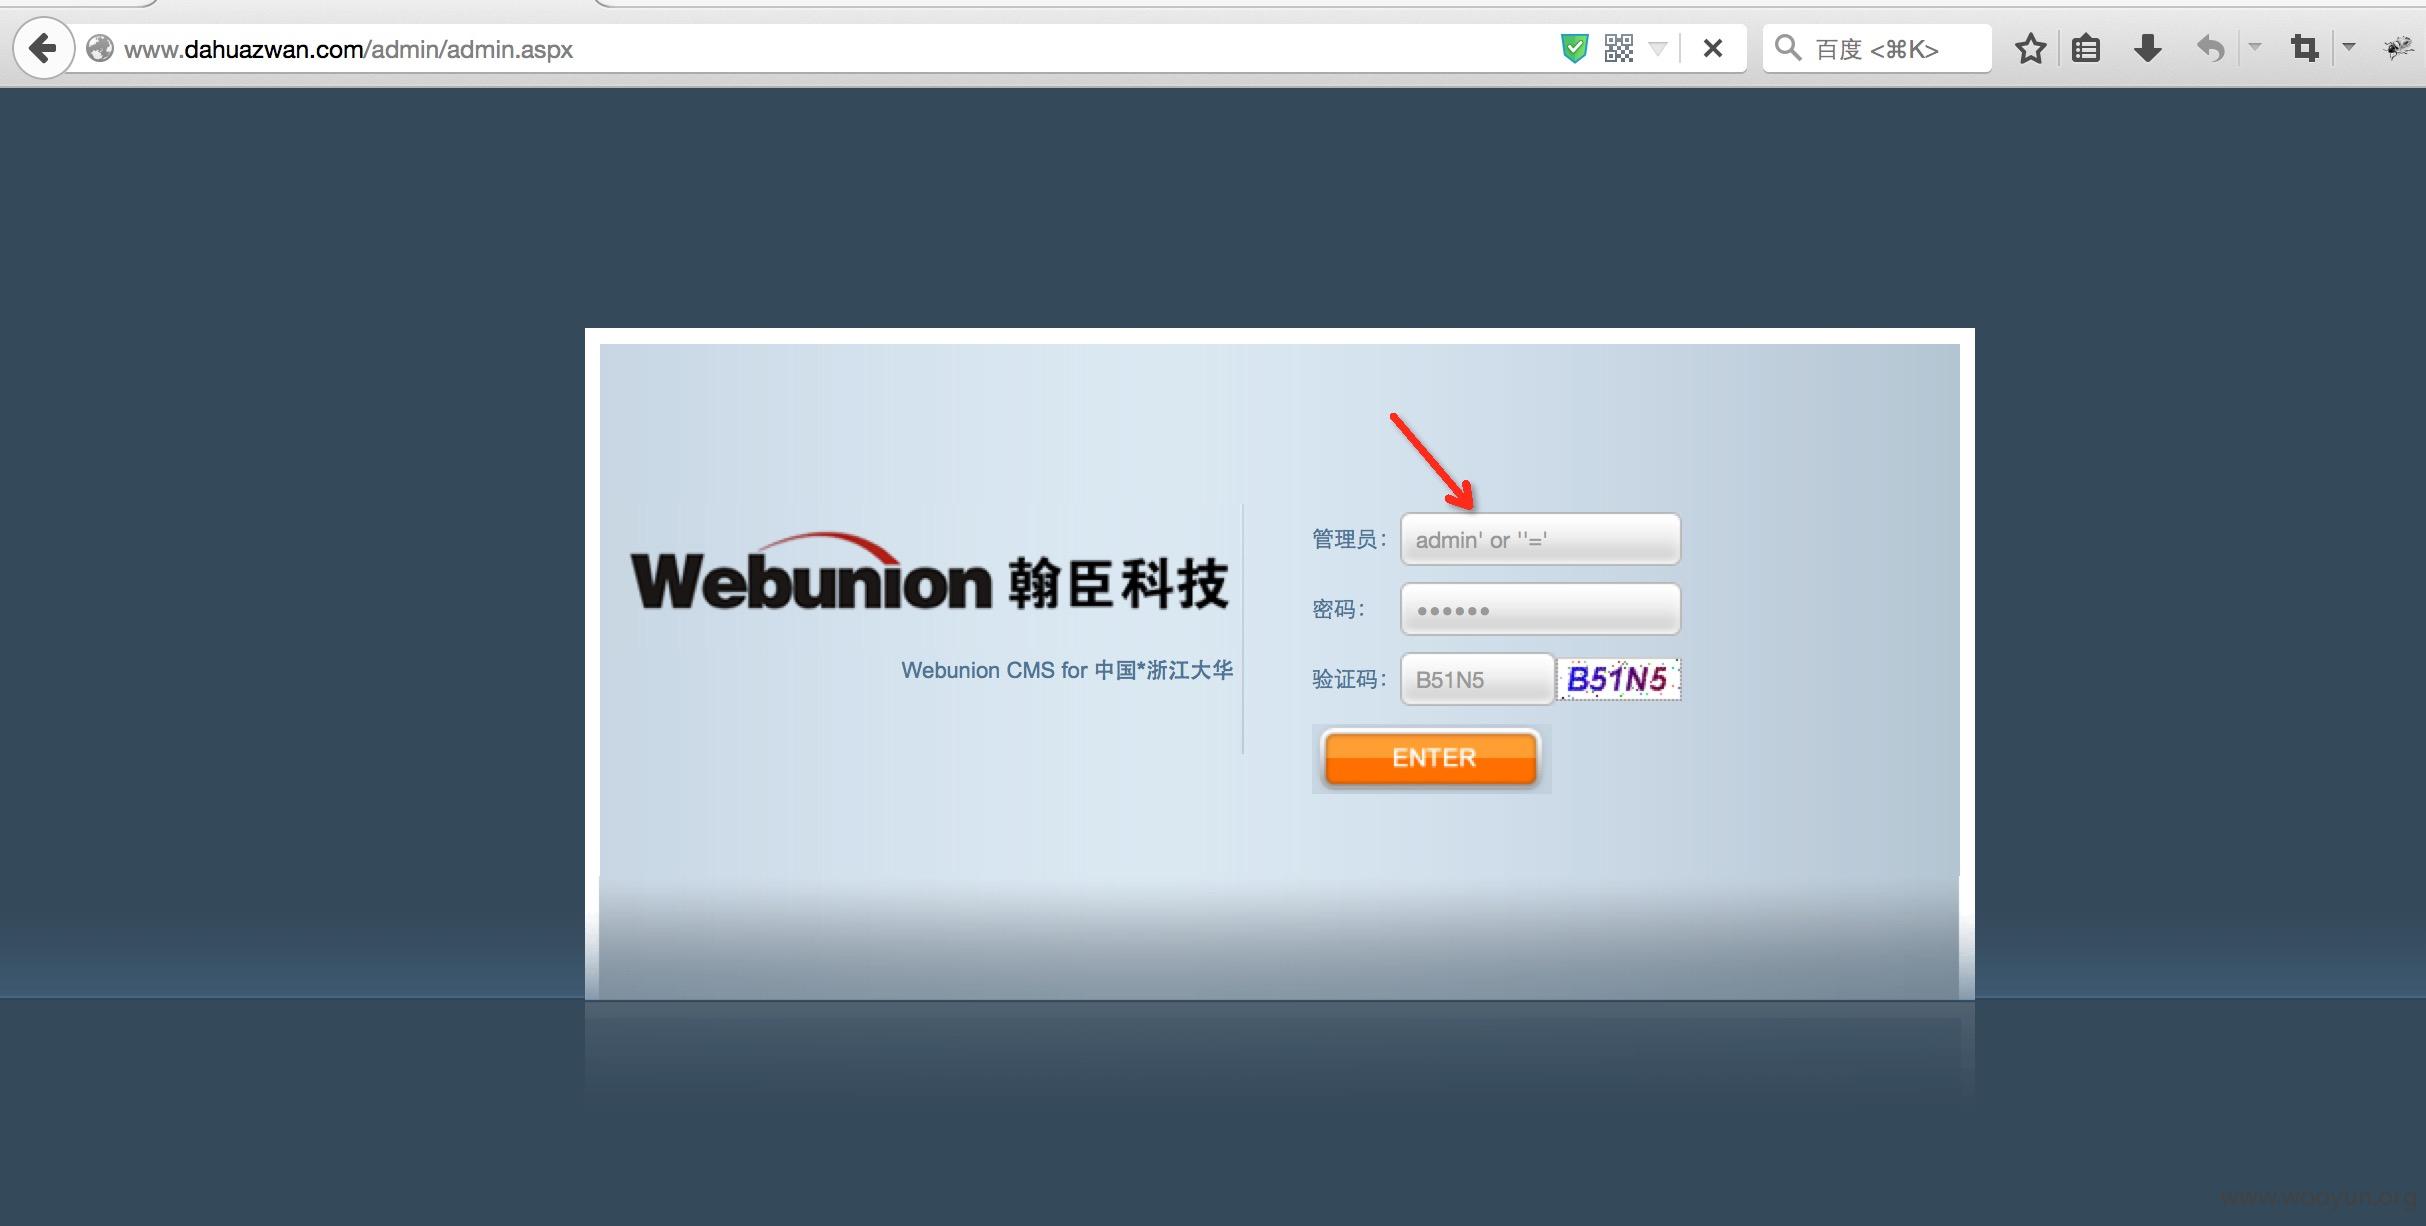 www.dahuazwan.com/admin/admin.aspx
百度 <⌘K>
管理员：
admin' or ''='
Webunion 翰臣科技
密码：
••••••
Webunion CMS for 中国*浙江大华
验证码：
B51N5
B51N5
ENTER
www.wooyun.org